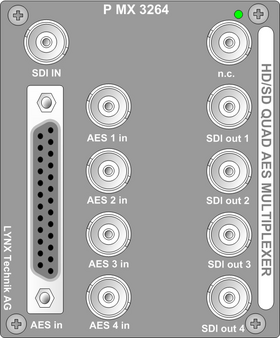 P MX 3264
SDI IN
n.c.
AES 1 in
SDI out 1
AES 2 in
SDI out 2
AES 3 in
SDI out 3
AES in
AES 4 in
SDI out 4
LYNX Technik AG
HD/SD QUAD AES MULTIPLEXER